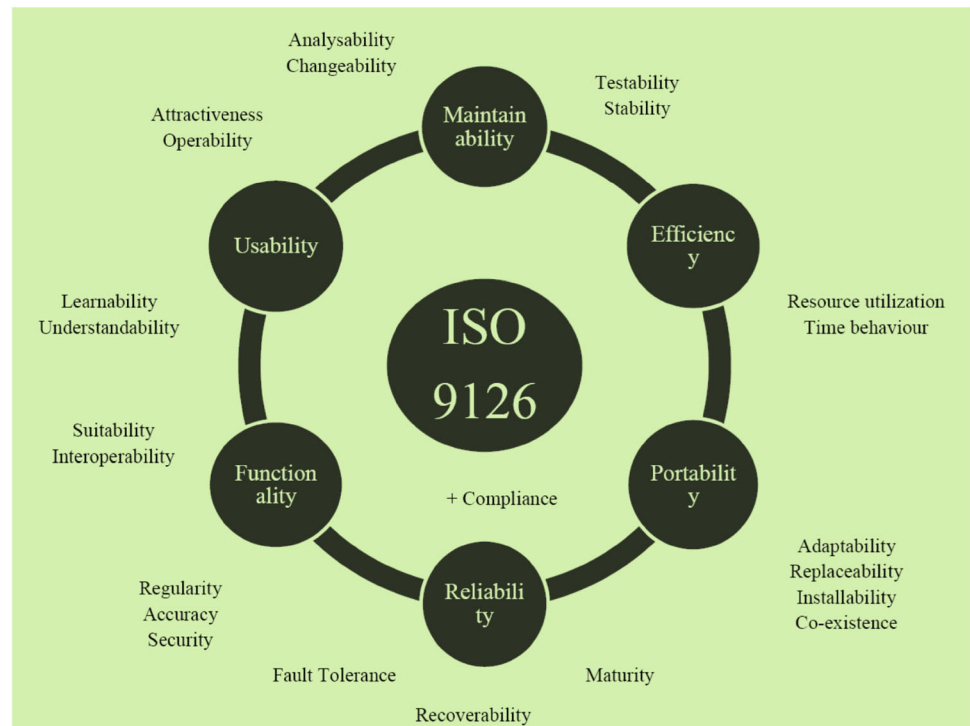 Analysability
Changeability
Testability
Stability
Maintain
ability
Attractiveness
Operability
Usability
Efficienc
y
Learnability
Understandability
Resource utilization
Time behaviour
ISO
9126
Suitability
Interoperability
Function
ality
Portabilit
y
+ Compliance
Adaptability
Replaceability
Installability
Co-existence
Regularity
Accuracy
Security
Reliabili
ty
Fault Tolerance
Maturity
Recoverability